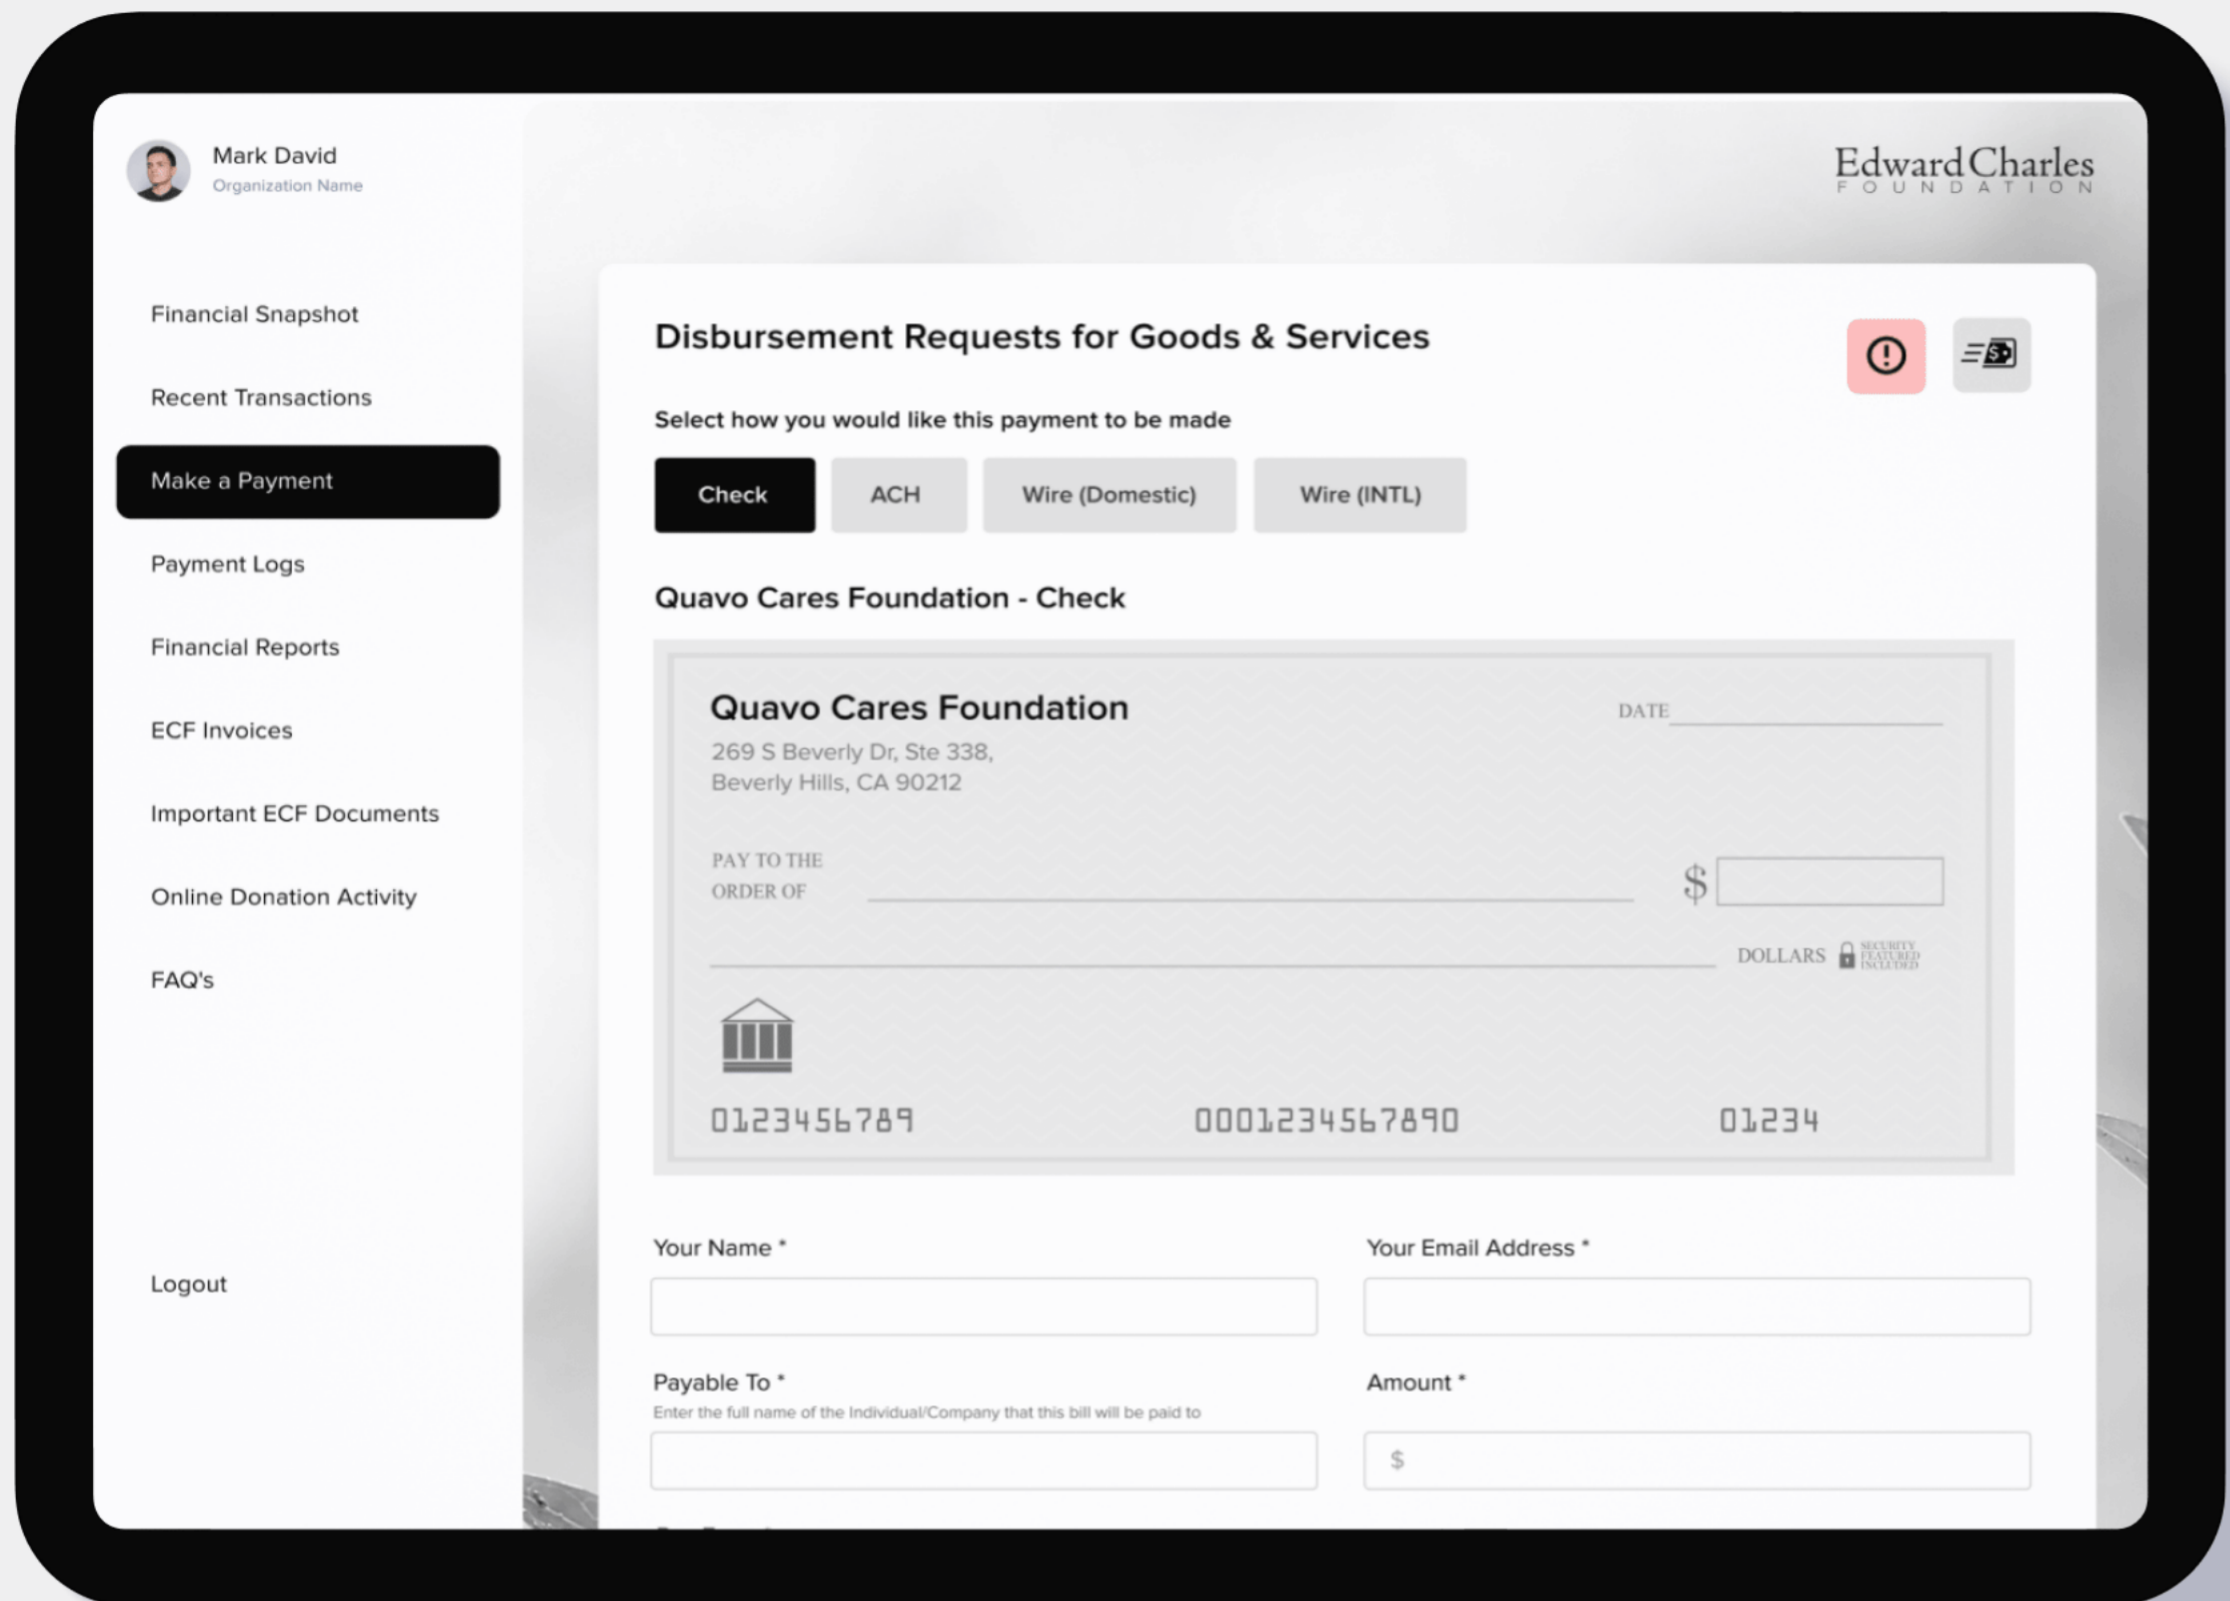 Mark David
Organization Name
Financial Snapshot
Recent Transactions
Make a Payment
Payment Logs
Financial Reports
ECF Invoices
Important ECF Documents
Online Donation Activity
FAQ's
Logout
Edward Charles
FOUNDATION
Disbursement Requests for Goods & Services
Select how you would like this payment to be made
Check ACH Wire (Domestic) Wire (INTL)
Quavo Cares Foundation - Check
Quavo Cares Foundation
DATE
269 S Beverly Dr, Ste 338,
Beverly Hills, CA 90212
PAY TO THE
ORDER OF
$
DOLLARS
SECURITY
FEATURED
INCLUDED
0123456789 0001234567890 01234
Your Name *
Your Email Address *
Payable To *
Enter the full name of the Individual/Company that this bill will be paid to
Amount *
$